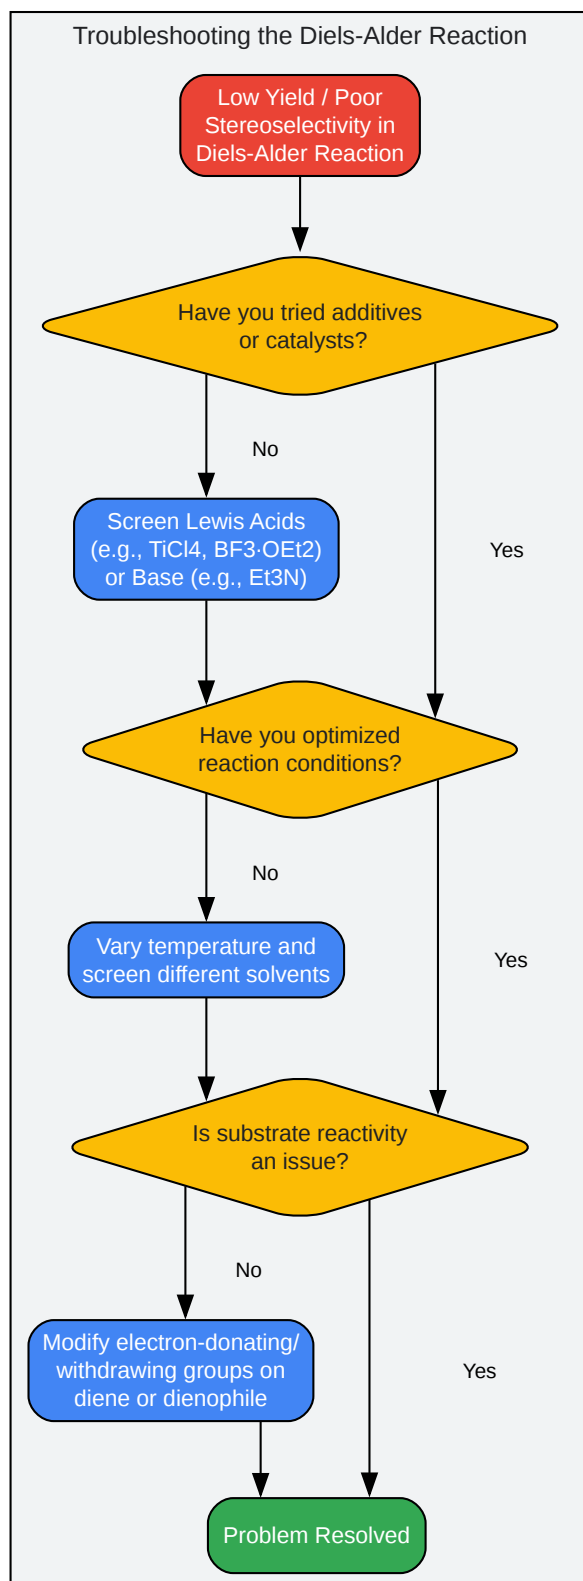 Troubleshooting the Diels-Alder Reaction
Low Yield / Poor
Stereoselectivity in
Diels-Alder Reaction
Have you tried additives
or catalysts?
No
Screen Lewis Acids
(e.g., TiCl4, BF3·OEt2)
or Base (e.g., Et3N)
Yes
Have you optimized
reaction conditions?
No
Vary temperature and
screen different solvents
Yes
Is substrate reactivity
an issue?
No
Modify electron-donating/
withdrawing groups on
diene or dienophile
Yes
Problem Resolved